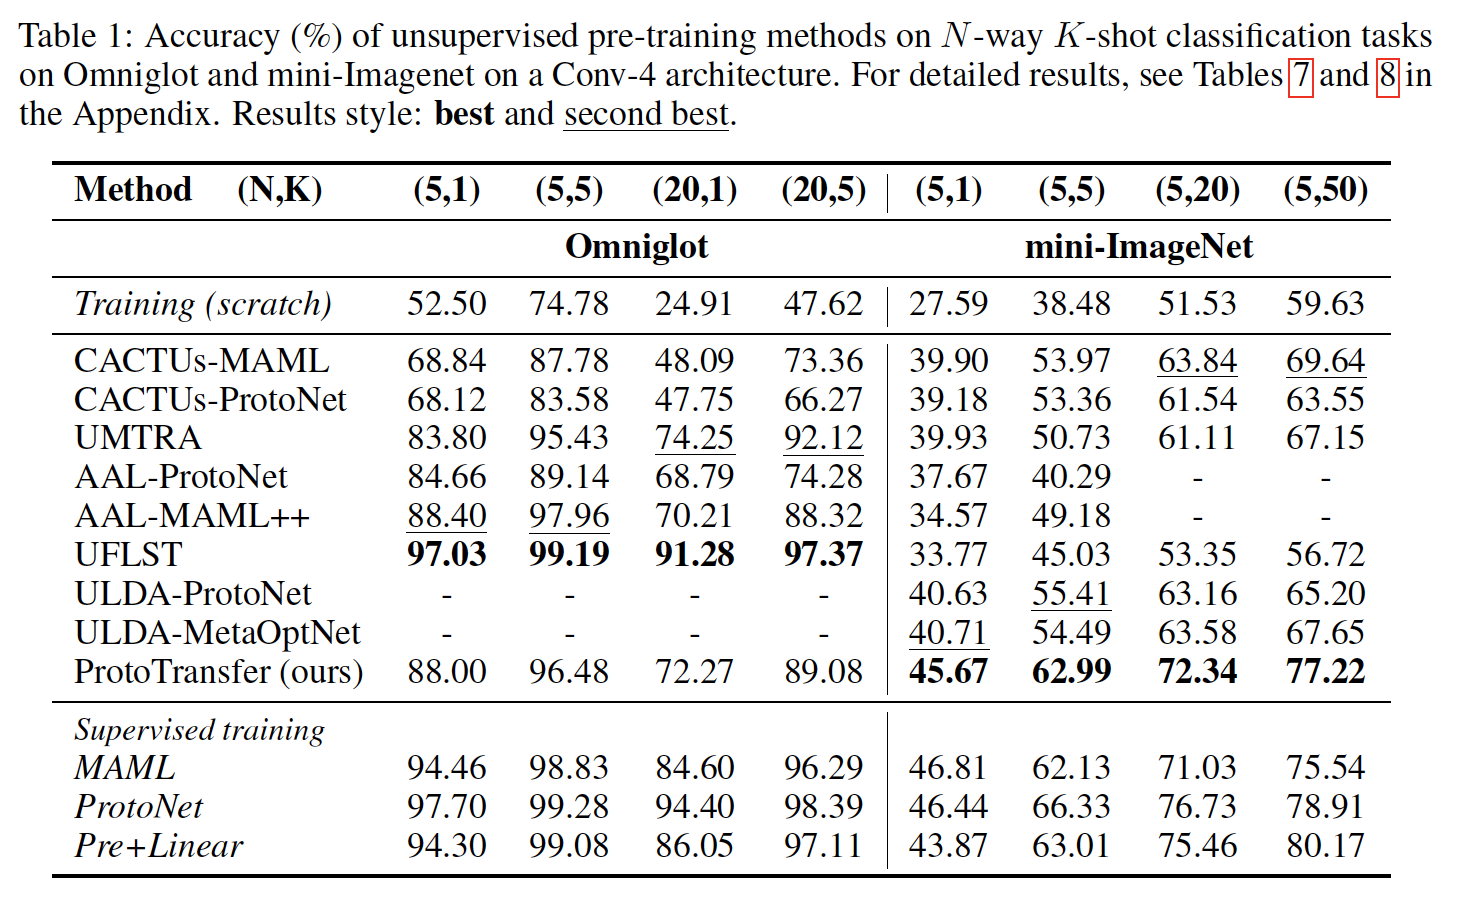 Table 1: Accuracy (%) of unsupervised pre-training methods on N-way K-shot classification tasks
on Omniglot and mini-Imagenet on a Conv-4 architecture. For detailed results, see Tables 7 and 8 in
the Appendix. Results style: best and second best.
Method (N,K) (5,1) (5,5) (20,1) (20,5) (5,1) (5,5) (5,20) (5,50)
Omniglot mini-ImageNet
Training (scratch) 52.50 74.78 24.91 47.62 27.59 38.48 51.53 59.63
CACTUs-MAML 68.84 87.78 48.09 73.36 39.90 53.97 63.84 69.64
CACTUs-ProtoNet 68.12 83.58 47.75 66.27 39.18 53.36 61.54 63.55
UMTRA 83.80 95.43 74.25 92.12 39.93 50.73 61.11 67.15
AAL-ProtoNet 84.66 89.14 68.79 74.28 37.67 40.29 - -
AAL-MAML++ 88.40 97.96 70.21 88.32 34.57 49.18 - -
UFLST 97.03 99.19 91.28 97.37 33.77 45.03 53.35 56.72
ULDA-ProtoNet - - - - 40.63 55.41 63.16 65.20
ULDA-MetaOptNet - - - - 40.71 54.49 63.58 67.65
ProtoTransfer (ours) 88.00 96.48 72.27 89.08 45.67 62.99 72.34 77.22
Supervised training
MAML 94.46 98.83 84.60 96.29 46.81 62.13 71.03 75.54
ProtoNet 97.70 99.28 94.40 98.39 46.44 66.33 76.73 78.91
Pre+Linear 94.30 99.08 86.05 97.11 43.87 63.01 75.46 80.17